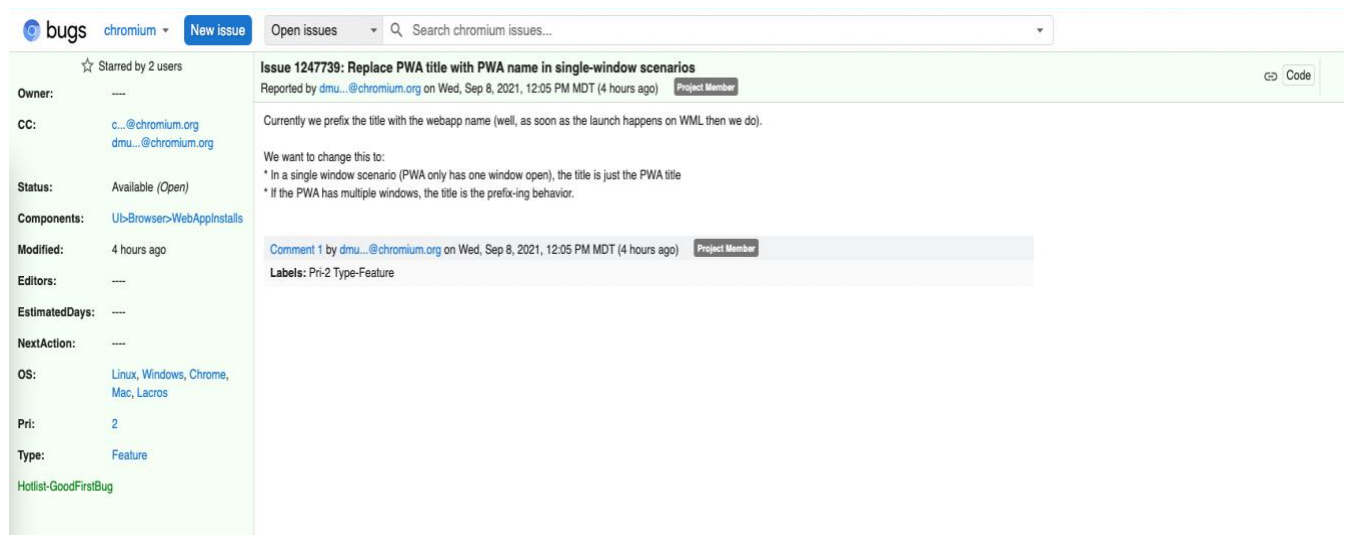 bugs chromium New issue Open issues Search chromium issues...
Starred by 2 users
Owner: ----
CC: c...@chromium.org
dmu...@chromium.org
Status: Available (Open)
Components: UI>Browser>WebAppInstalls
Modified: 4 hours ago
Editors: ----
EstimatedDays: ----
NextAction: ----
OS: Linux, Windows, Chrome,
Mac, Lacros
Pri: 2
Type: Feature
Hotlist-GoodFirstBug
Issue 1247739: Replace PWA title with PWA name in single-window scenarios
Code
Reported by dmu...@chromium.org on Wed, Sep 8, 2021, 12:05 PM MDT (4 hours ago) Project Member
Currently we prefix the title with the webapp name (well, as soon as the launch happens on WML then we do).
We want to change this to:
* In a single window scenario (PWA only has one window open), the title is just the PWA title
* If the PWA has multiple windows, the title is the prefix-ing behavior.
Comment 1 by dmu...@chromium.org on Wed, Sep 8, 2021, 12:05 PM MDT (4 hours ago) Project Member
Labels: Pri-2 Type-Feature